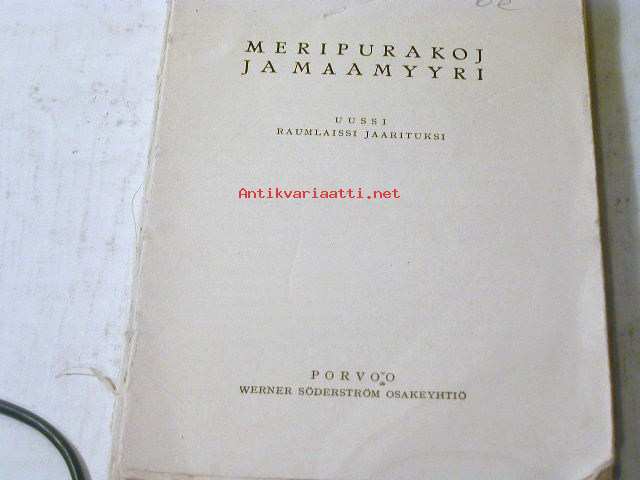 MERIPURAKOJ
JA MAAMYYRI
UUSSI
RAUMLAISSI JAARITUKSI
Antikvariaatti.net
PORVOO
WERNER SÖDERSTRÖM OSAKEYHTIÖ